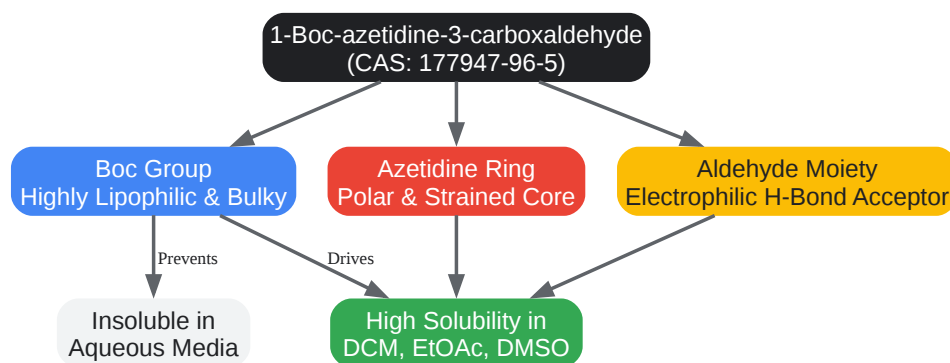 1-Boc-azetidine-3-carboxaldehyde
(CAS: 177947-96-5)
Boc Group
Highly Lipophilic & Bulky
Azetidine Ring
Polar & Strained Core
Aldehyde Moiety
Electrophilic H-Bond Acceptor
Prevents
Drives
Insoluble in
Aqueous Media
High Solubility in
DCM, EtOAc, DMSO